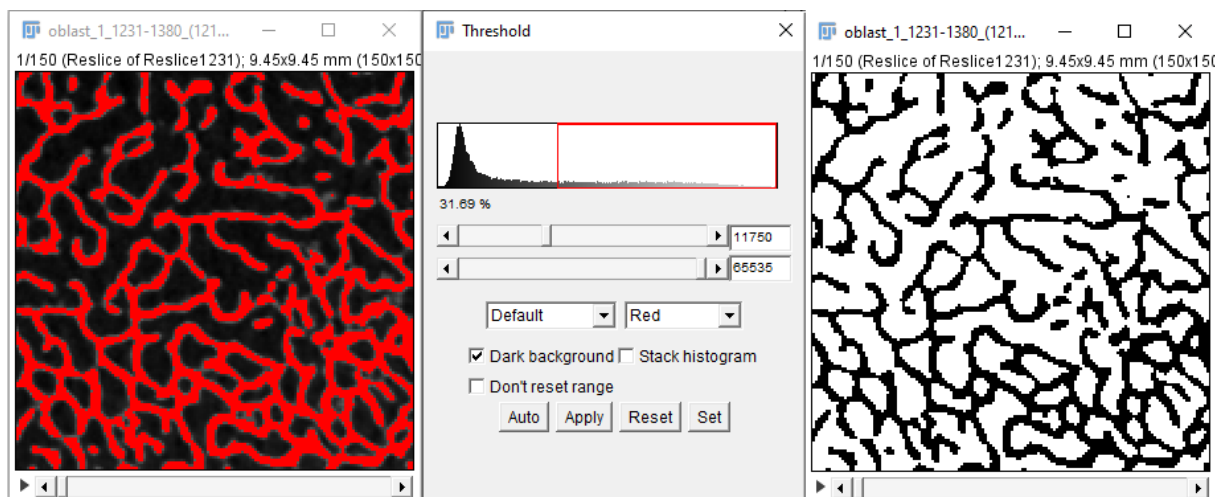 oblast_1_1231-1380_(121...
1/150 (Reslice of Reslice1231); 9.45x9.45 mm (150x150
Threshold
31.69 %
11750
65535
Default
Red
Dark background
Stack histogram
Don't reset range
Auto
Apply
Reset
Set
oblast_1_1231-1380_(121...
1/150 (Reslice of Reslice1231); 9.45x9.45 mm (150x150